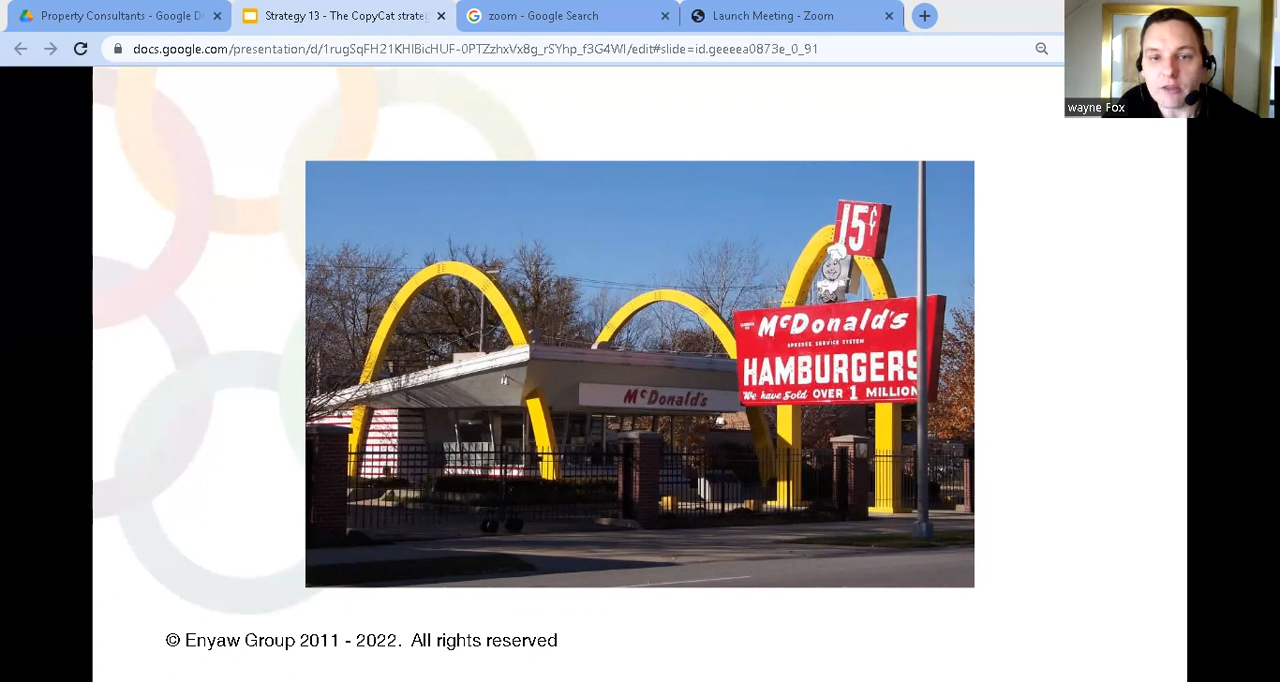 Property Consultants - Google Dr
Strategy 13 - The CopyCat strate
zoom - Google Search
Launch Meeting - Zoom
docs.google.com/presentation/d/1rugSqFH21KHlBicHUF-0PTZzhxVx8g_rSYhp_f3G4WI/edit#slide=id.geeeea0873e_0_91
wayne Fox
15¢
McDonald's
SPEEDEE SERVICE SYSTEM
HAMBURGERS
We have Sold OVER 1 MILLION
McDonald's
© Enyaw Group 2011 - 2022. All rights reserved